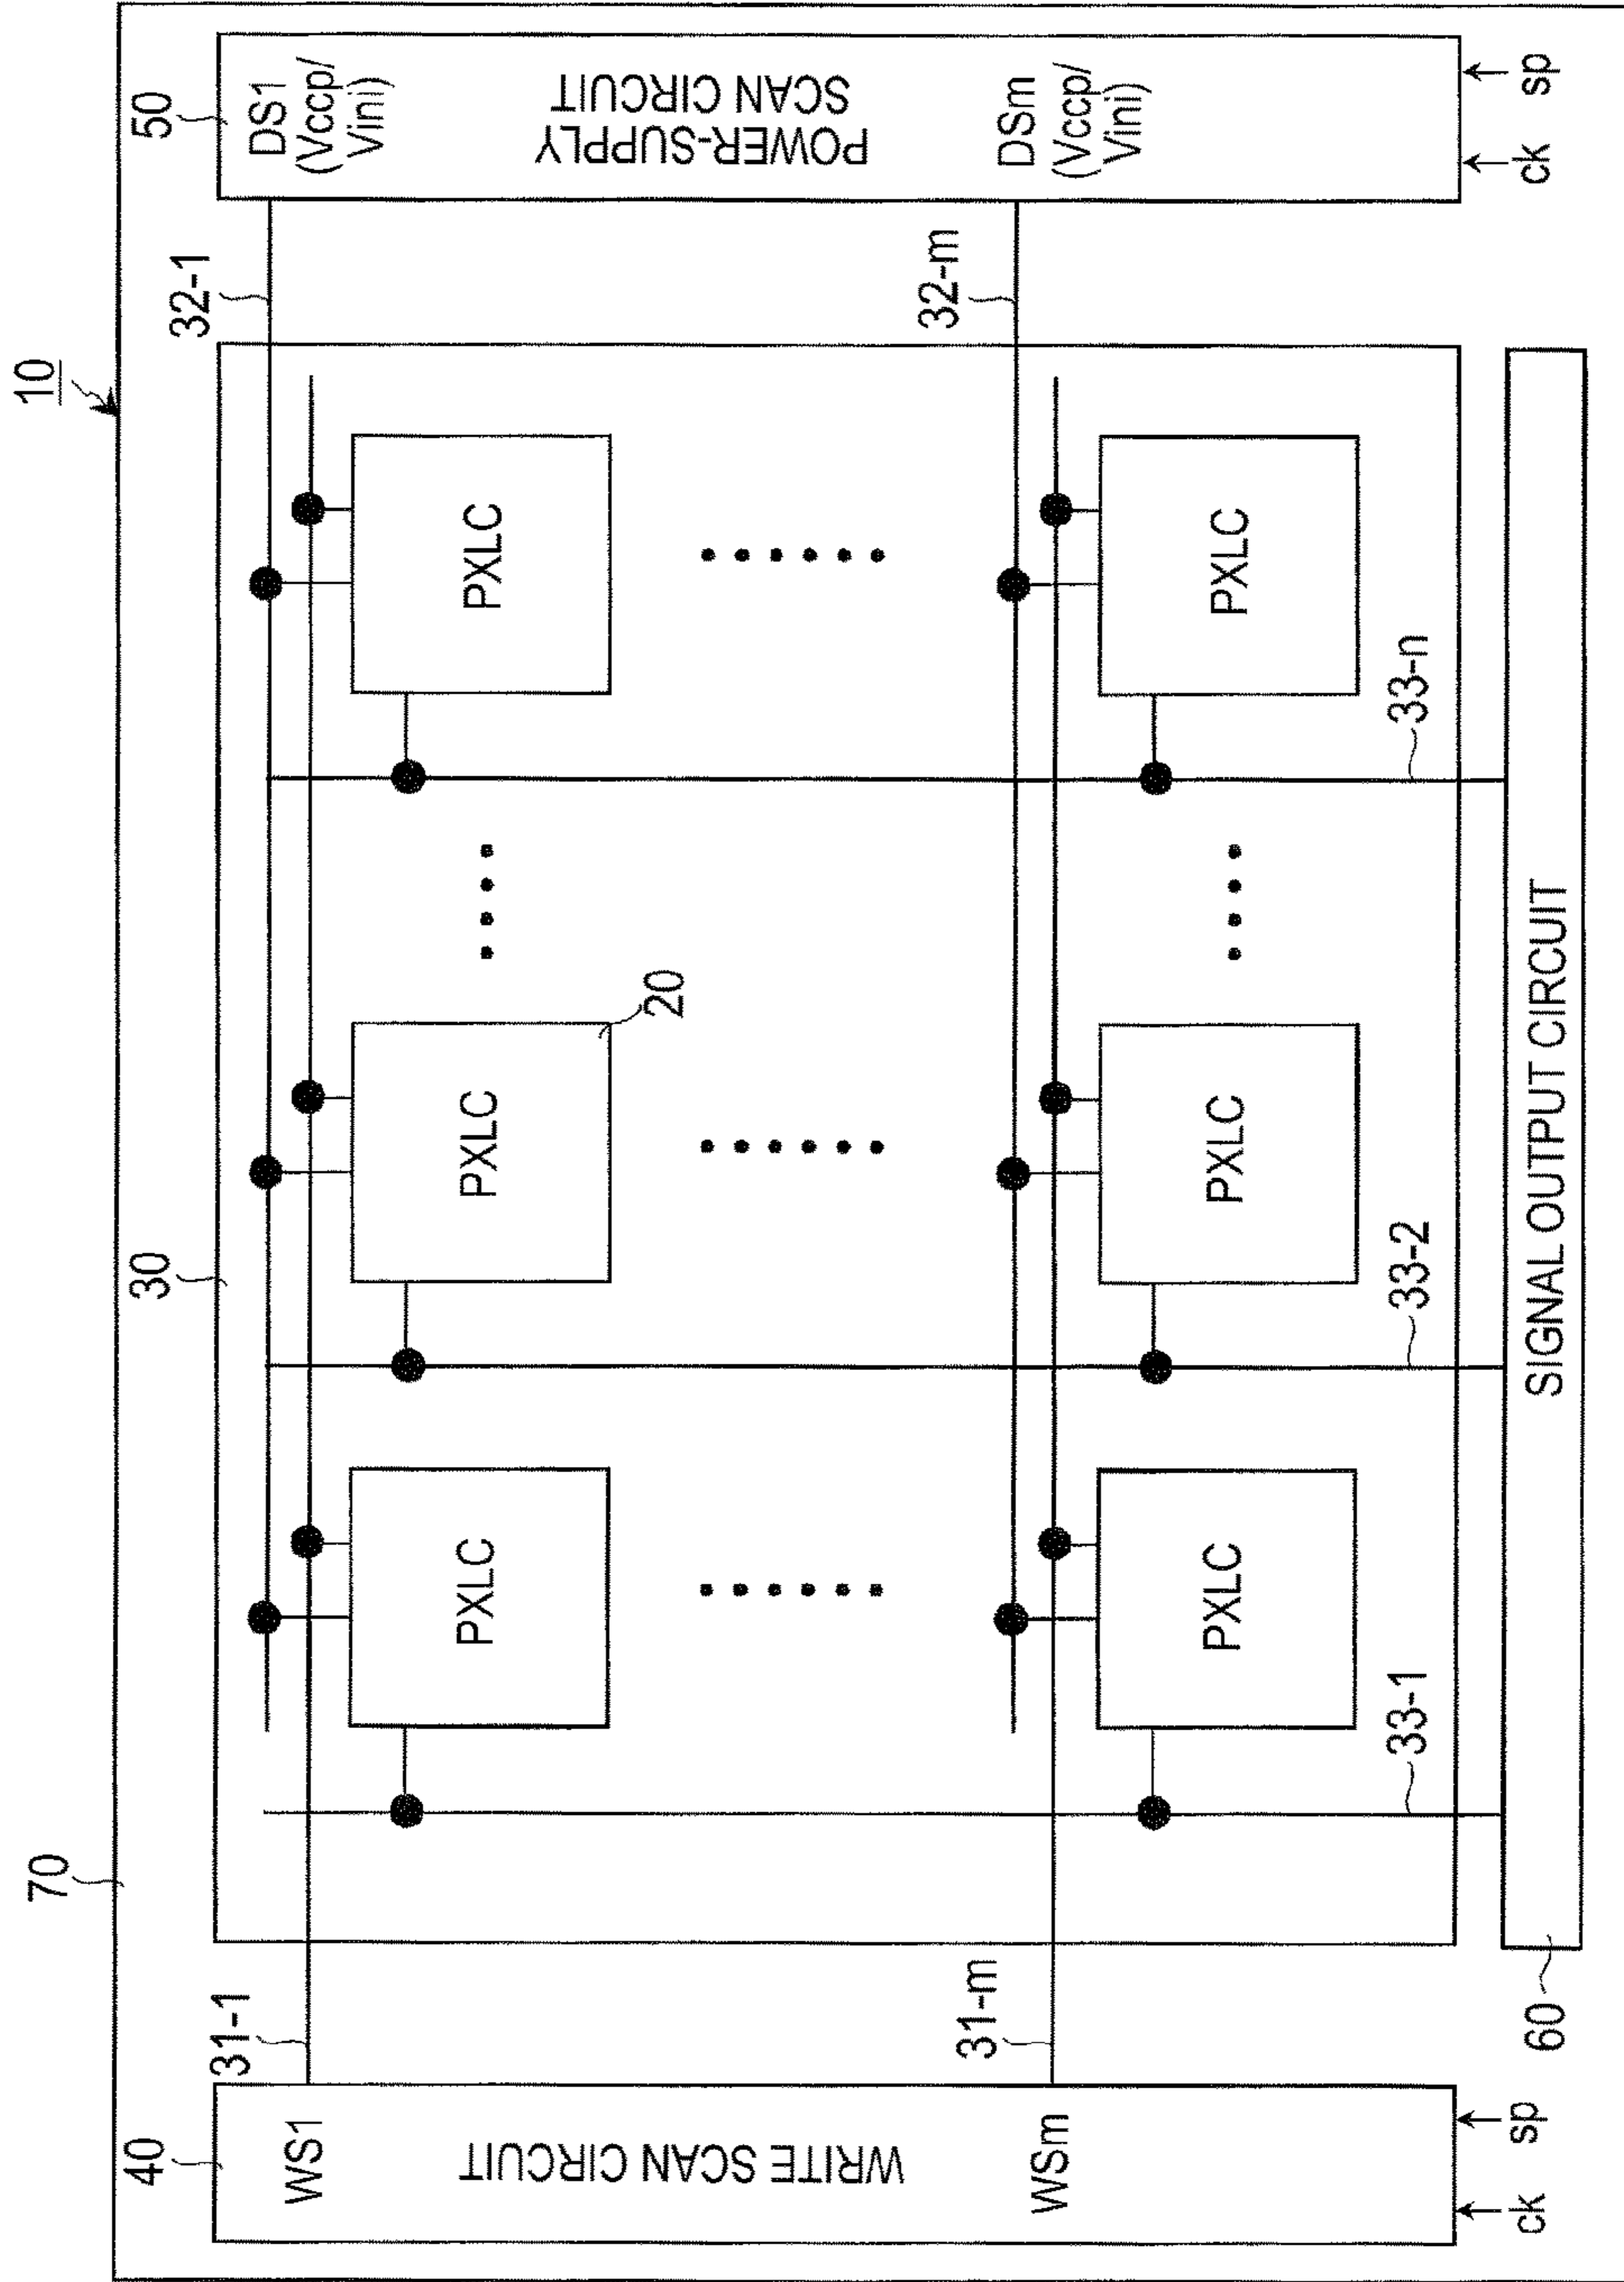 10
70
40
WS1
WRITE SCAN CIRCUIT
WSm
ck
sp
31-1
31-m
30
PXLC
PXLC
20
PXLC
PXLC
PXLC
PXLC
33-1
33-2
33-n
32-1
32-m
50
DS1
(Vccp/
Vini)
POWER-SUPPLY
SCAN CIRCUIT
DSm
(Vccp/
Vini)
ck
sp
60
SIGNAL OUTPUT CIRCUIT